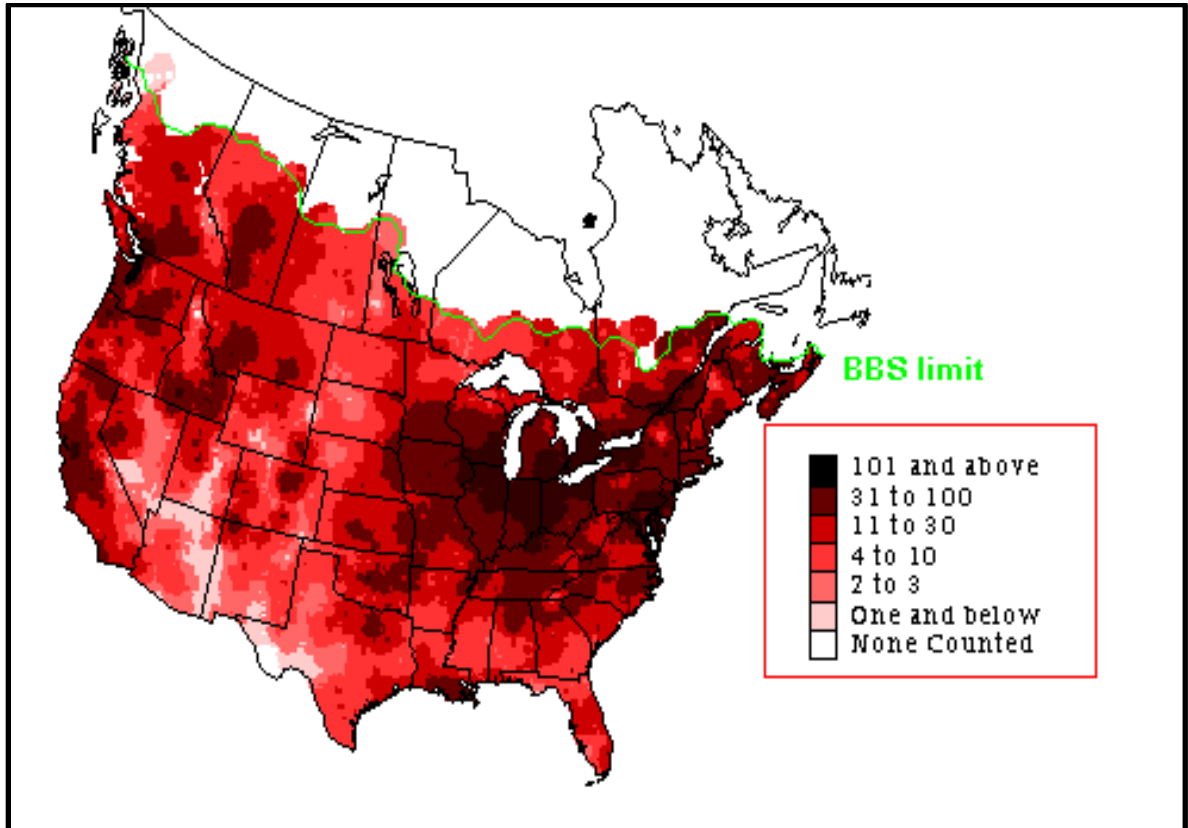 BBS limit
101 and above
31 to 100
11 to 30
4 to 10
2 to 3
One and below
None Counted